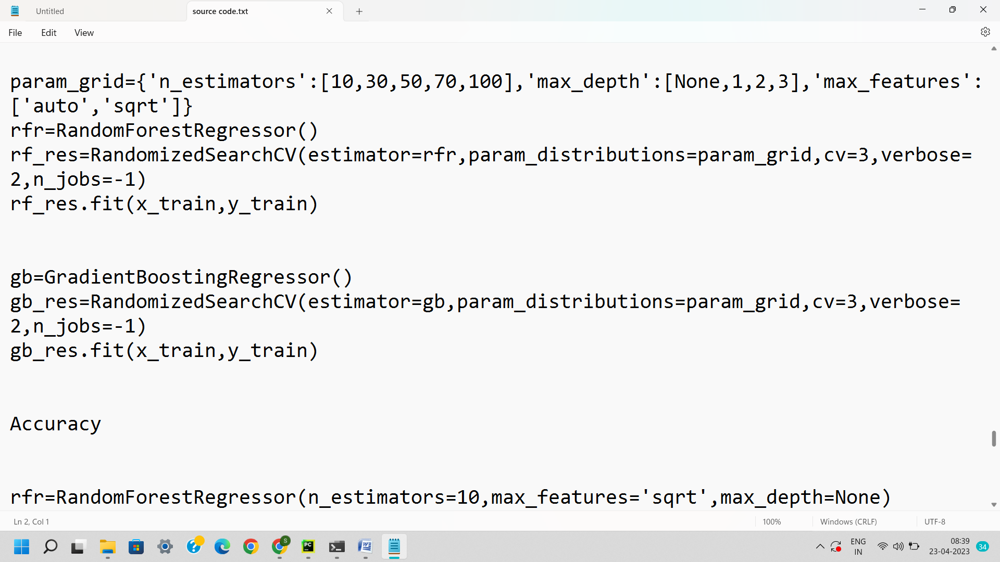 Untitled
source code.txt
File Edit View
param_grid={'n_estimators':[10,30,50,70,100],'max_depth':[None,1,2,3],'max_features':
['auto','sqrt']}
rfr=RandomForestRegressor()
rf_res=RandomizedSearchCV(estimator=rfr,param_distributions=param_grid,cv=3,verbose=
2,n_jobs=-1)
rf_res.fit(x_train,y_train)
gb=GradientBoostingRegressor()
gb_res=RandomizedSearchCV(estimator=gb,param_distributions=param_grid,cv=3,verbose=
2,n_jobs=-1)
gb_res.fit(x_train,y_train)
Accuracy
rfr=RandomForestRegressor(n_estimators=10,max_features='sqrt',max_depth=None)
Ln 2, Col 1
100%
Windows (CRLF)
UTF-8
S
PC
W
ENG
IN
08:39
23-04-2023
34